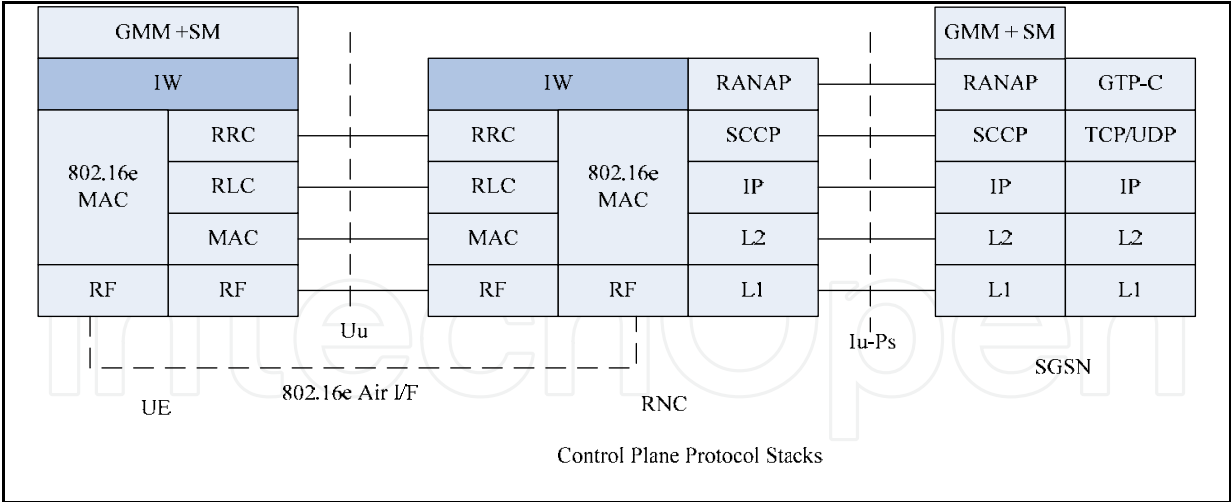 GMM +SM
GMM + SM
IW
IW
RANAP
RANAP
GTP-C
802.16e
MAC
RRC
RRC
802.16e
MAC
SCCP
SCCP
TCP/UDP
RLC
RLC
IP
IP
IP
MAC
MAC
L2
L2
L2
RF
RF
RF
RF
L1
L1
L1
Uu
Iu-Ps
802.16e Air I/F
SGSN
UE
RNC
Control Plane Protocol Stacks
IntechOpen